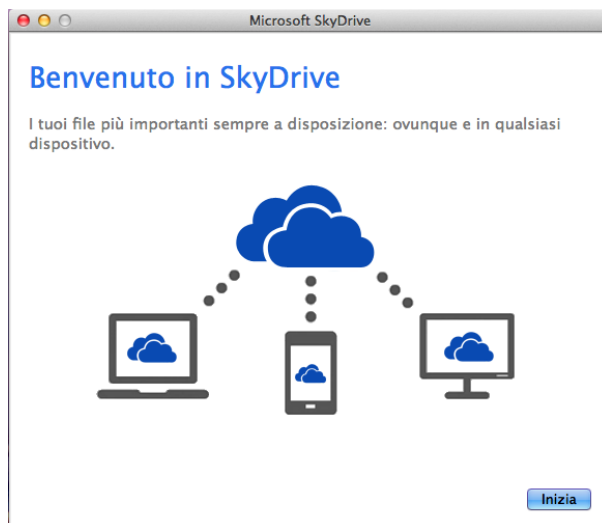 Microsoft SkyDrive
Benvenuto in SkyDrive
I tuoi file più importanti sempre a disposizione: ovunque e in qualsiasi
dispositivo.
Inizia